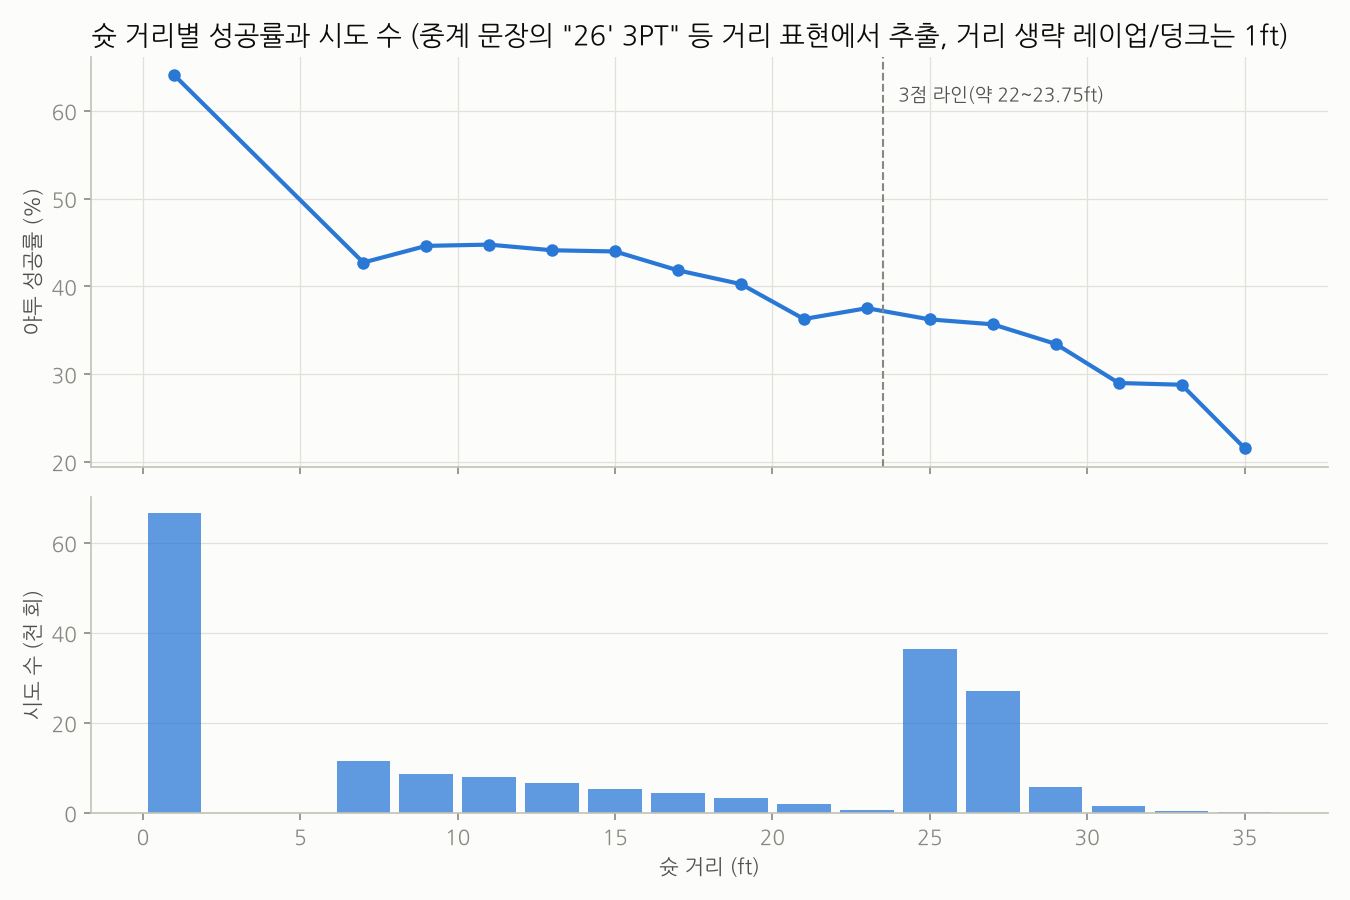 슛 거리별 성공률과 시도 수 (중계 문장의 "26' 3PT" 등 거리 표현에서 추출, 거리 생략 레이업/덩크는 1ft)
3점 라인(약 22~23.75ft)
야투 성공률 (%)
60
50
40
30
20
시도 수 (천 회)
60
40
20
0
0 5 10 15 20 25 30 35
슛 거리 (ft)